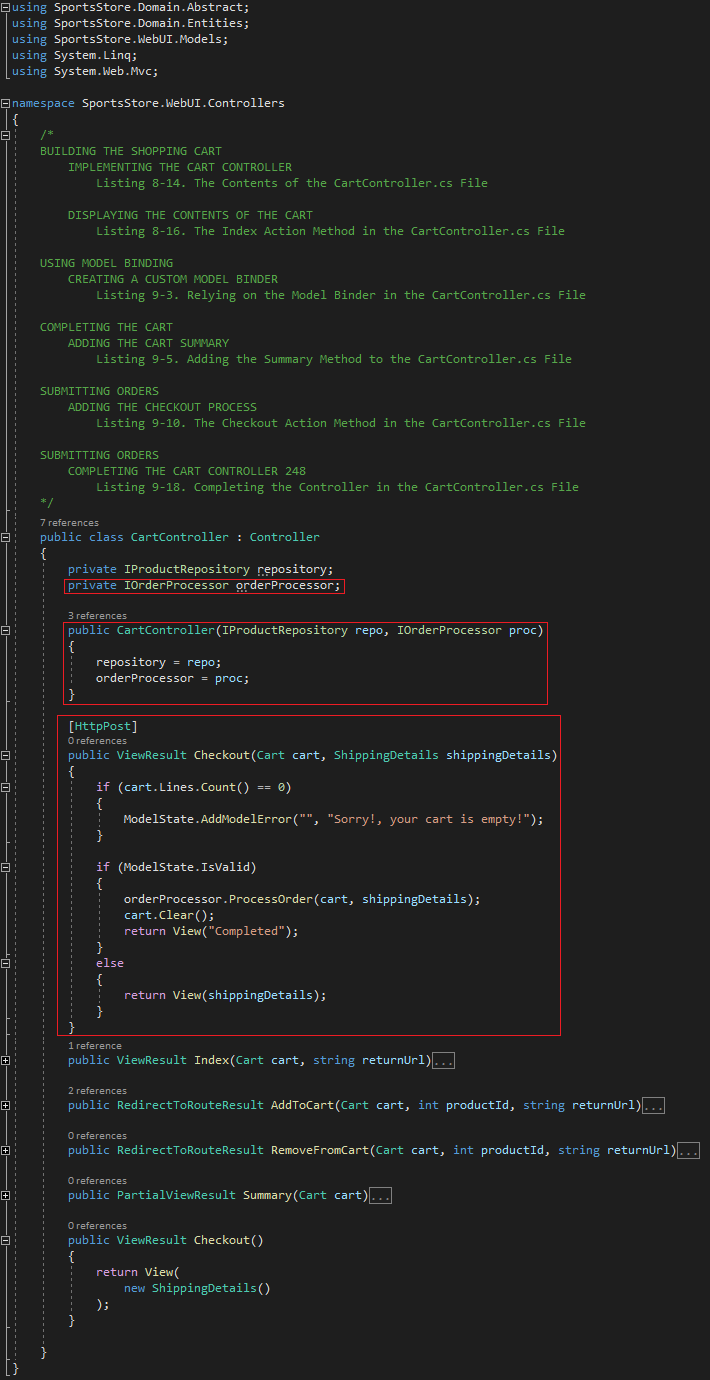 using SportsStore.Domain.Abstract;
using SportsStore.Domain.Entities;
using SportsStore.WebUI.Models;
using System.Linq;
using System.Web.Mvc;
namespace SportsStore.WebUI.Controllers
{
/*
BUILDING THE SHOPPING CART
IMPLEMENTING THE CART CONTROLLER
Listing 8-14. The Contents of the CartController.cs File
DISPLAYING THE CONTENTS OF THE CART
Listing 8-16. The Index Action Method in the CartController.cs File
USING MODEL BINDING
CREATING A CUSTOM MODEL BINDER
Listing 9-3. Relying on the Model Binder in the CartController.cs File
COMPLETING THE CART
ADDING THE CART SUMMARY
Listing 9-5. Adding the Summary Method to the CartController.cs File
SUBMITTING ORDERS
ADDING THE CHECKOUT PROCESS
Listing 9-10. The Checkout Action Method in the CartController.cs File
SUBMITTING ORDERS
COMPLETING THE CART CONTROLLER 248
Listing 9-18. Completing the Controller in the CartController.cs File
*/
7 references
public class CartController : Controller
{
private IProductRepository repository;
private IOrderProcessor orderProcessor;
3 references
public CartController(IProductRepository repo, IOrderProcessor proc)
{
repository = repo;
orderProcessor = proc;
}
[HttpPost]
0 references
public ViewResult Checkout(Cart cart, ShippingDetails shippingDetails)
{
if (cart.Lines.Count() == 0)
{
ModelState.AddModelError("", "Sorry!, your cart is empty!");
}
if (ModelState.IsValid)
{
orderProcessor.ProcessOrder(cart, shippingDetails);
cart.Clear();
return View("Completed");
}
else
{
return View(shippingDetails);
}
}
1 reference
public ViewResult Index(Cart cart, string returnUrl)...
2 references
public RedirectToRouteResult AddToCart(Cart cart, int productId, string returnUrl)...
0 references
public RedirectToRouteResult RemoveFromCart(Cart cart, int productId, string returnUrl)...
0 references
public PartialViewResult Summary(Cart cart)...
0 references
public ViewResult Checkout()
{
return View(
new ShippingDetails()
);
}
}
}